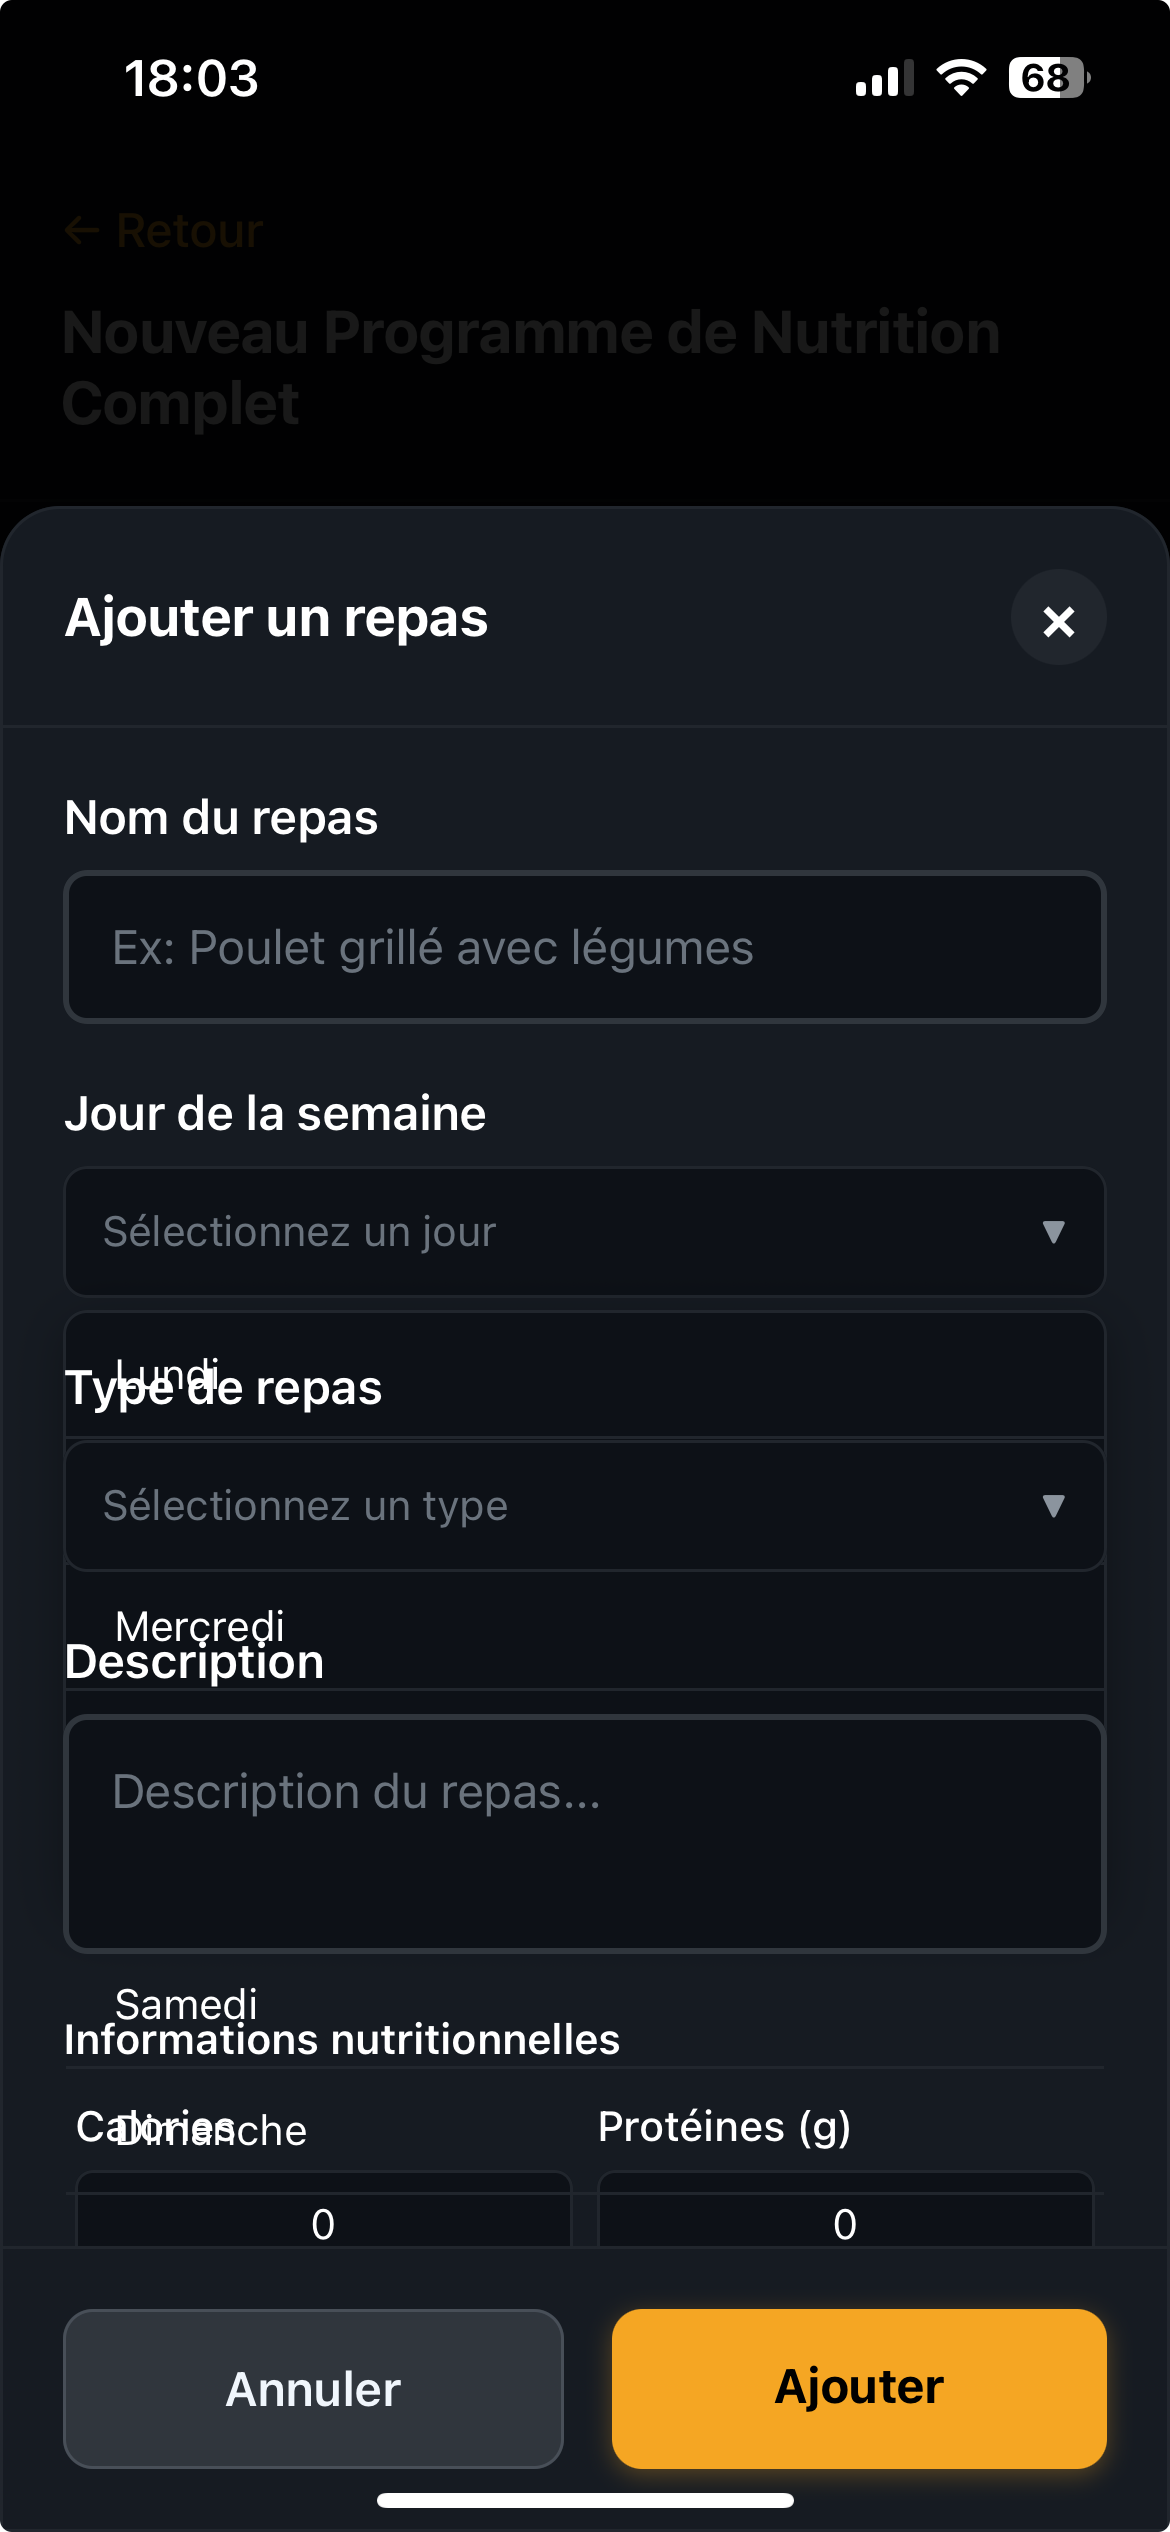 18:03
68
← Retour
Nouveau Programme de Nutrition
Complet
Ajouter un repas
×
Nom du repas
Ex: Poulet grillé avec légumes
Jour de la semaine
Sélectionnez un jour ▼
Lundi
Type de repas
Sélectionnez un type ▼
Mercredi
Description
Description du repas...
Samedi
Informations nutritionnelles
Calories
Protéines (g)
Dimanche
0
0
Annuler
Ajouter